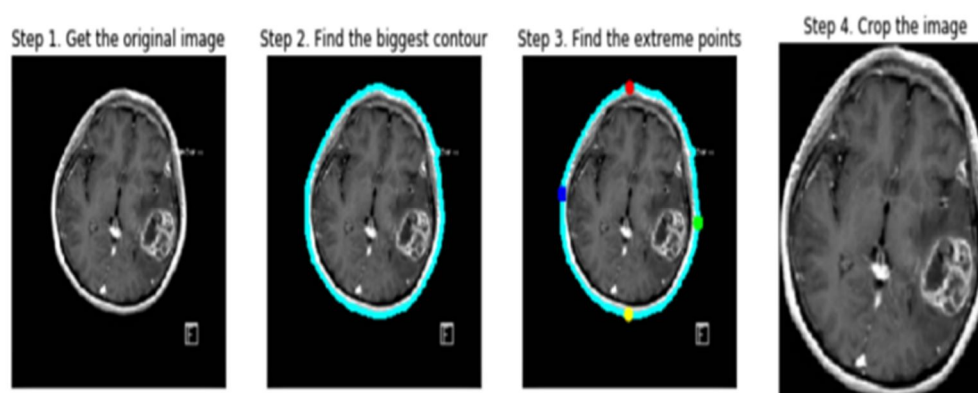 Step 1. Get the original image
Step 2. Find the biggest contour
Step 3. Find the extreme points
Step 4. Crop the image